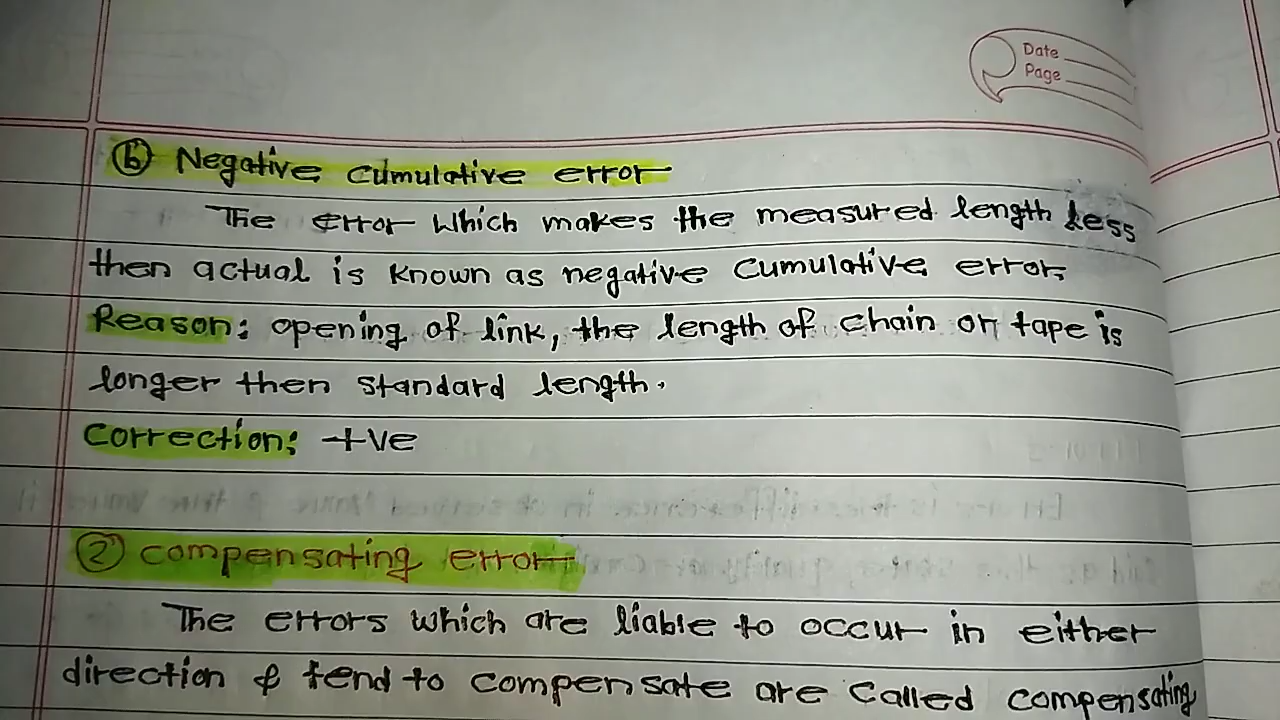 Date
Page
(b) Negative cumulative error
The error which makes the measured length less
then actual is known as negative cumulative error.
Reason: opening of link, the length of chain or tape is
longer then standard length.
Correction: +ve
(2) compensating error
The errors which are liable to occur in either
direction & tend to compensate are called compensating